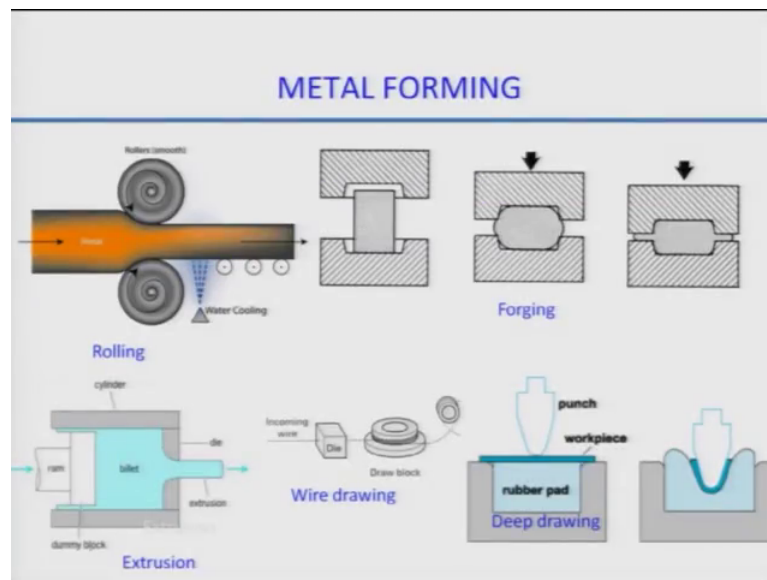 METAL FORMING
Rollers (smooth)
Metal
Water Cooling
Rolling
Forging
cylinder
die
ram
billet
extrusion
dummy block
Extrusion
Incoming
wire
Die
Draw block
Wire drawing
punch
workpiece
rubber pad
Deep drawing